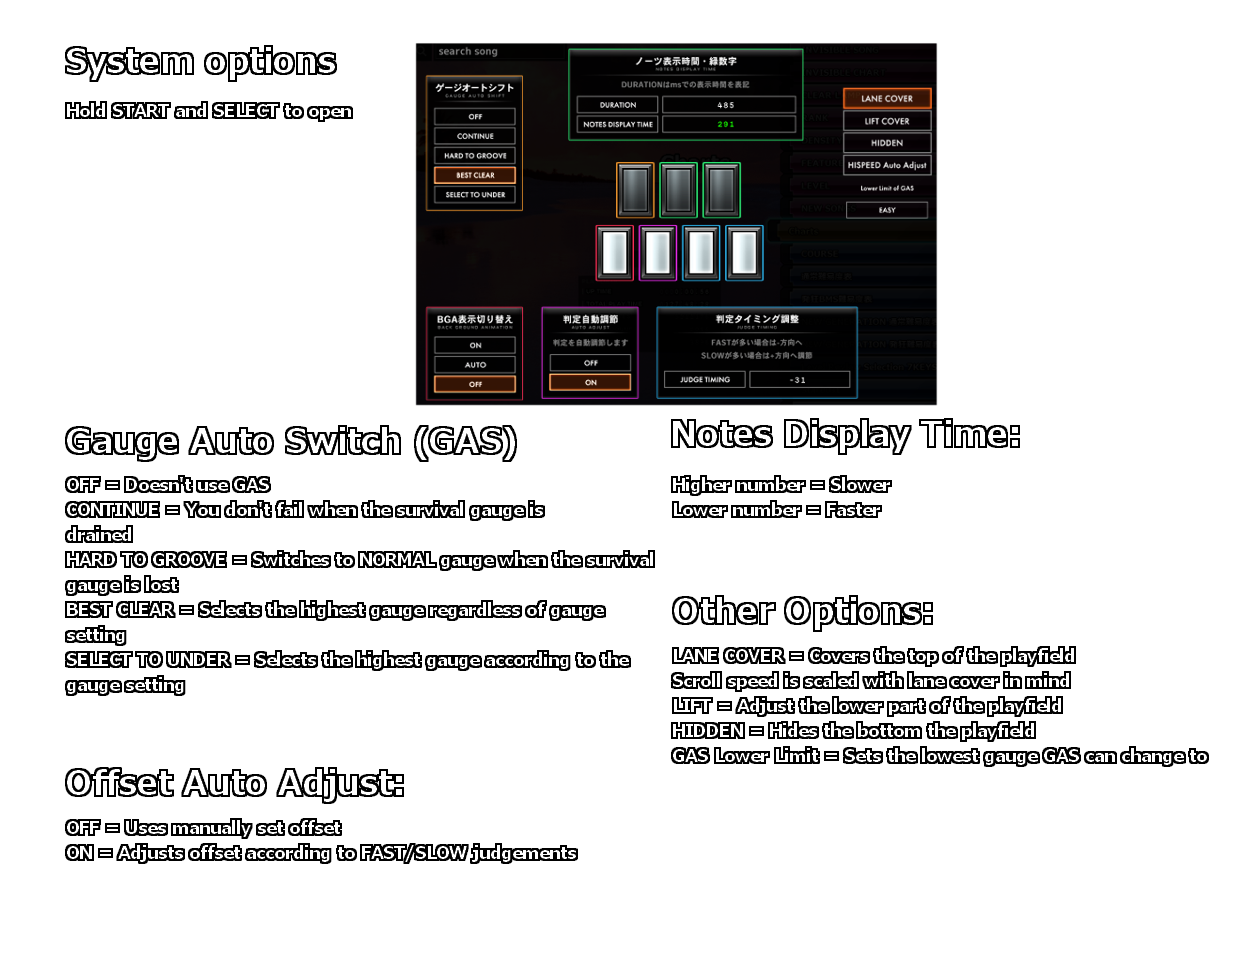 System options
Hold START and SELECT to open
search song
ゲージオートシフト
GAUGE AUTO SHIFT
OFF
CONTINUE
HARD TO GROOVE
BEST CLEAR
SELECT TO UNDER
ノーツ表示時間・緑数字
NOTES DISPLAY TIME
DURATIONはmsでの表示時間を表記
DURATION 485
NOTES DISPLAY TIME 291
LANE COVER
LIFT COVER
HIDDEN
HISPEED Auto Adjust
Lower Limit of GAS
EASY
BGA表示切り替え
BACK GROUND ANIMATION
ON
AUTO
OFF
判定自動調節
AUTO ADJUST
判定を自動調節します
OFF
ON
判定タイミング調整
JUDGE TIMING
FASTが多い場合は-方向へ
SLOWが多い場合は+方向へ調節
JUDGE TIMING -31
Gauge Auto Switch (GAS)
OFF = Doesn't use GAS
CONTINUE = You don't fail when the survival gauge is
drained
HARD TO GROOVE = Switches to NORMAL gauge when the survival
gauge is lost
BEST CLEAR = Selects the highest gauge regardless of gauge
setting
SELECT TO UNDER = Selects the highest gauge according to the
gauge setting
Notes Display Time:
Higher number = Slower
Lower number = Faster
Other Options:
LANE COVER = Covers the top of the playfield
Scroll speed is scaled with lane cover in mind
LIFT = Adjust the lower part of the playfield
HIDDEN = Hides the bottom the playfield
GAS Lower Limit = Sets the lowest gauge GAS can change to
Offset Auto Adjust:
OFF = Uses manually set offset
ON = Adjusts offset according to FAST/SLOW judgements